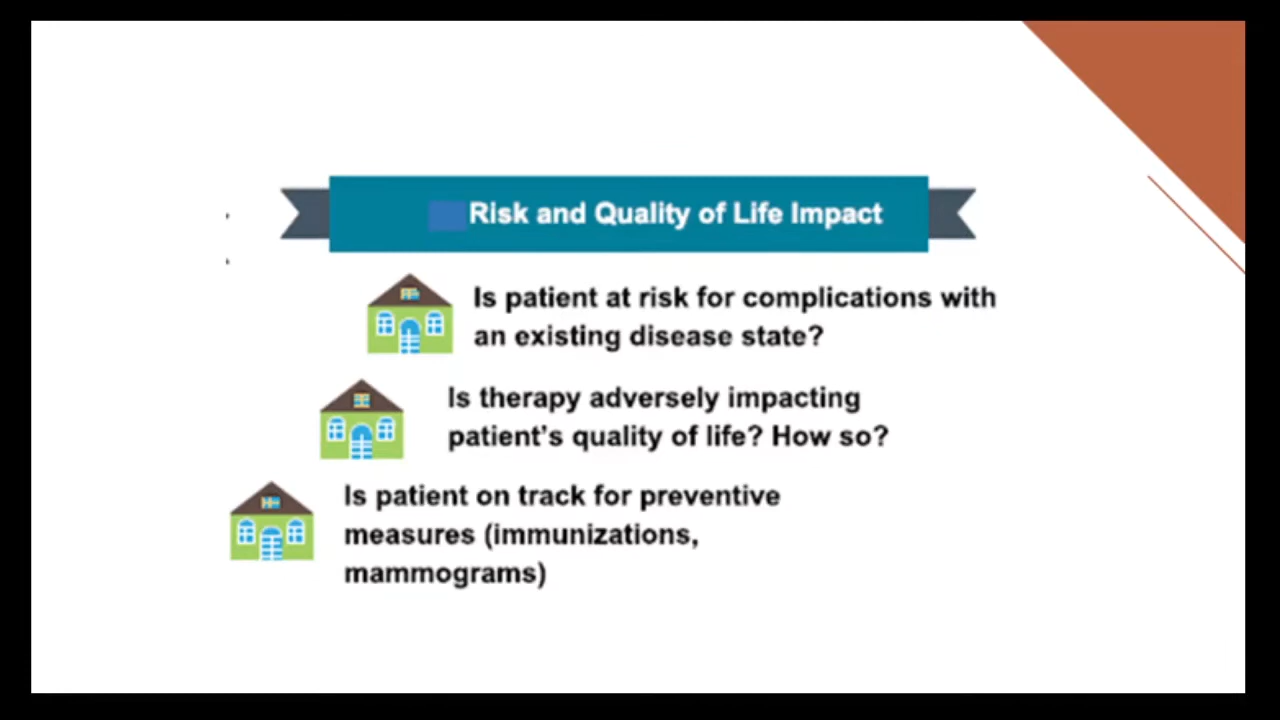 Risk and Quality of Life Impact
Is patient at risk for complications with
an existing disease state?
Is therapy adversely impacting
patient's quality of life? How so?
Is patient on track for preventive
measures (immunizations,
mammograms)